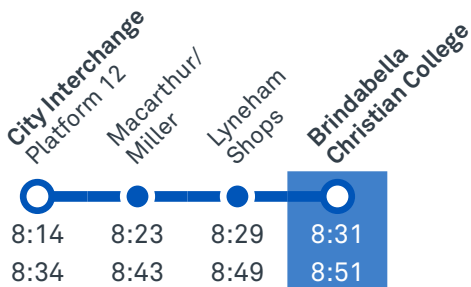 City Interchange
Platform 12
Macarthur/
Miller
Lyneham
Shops
Brindabella
Christian College
8:14 8:23 8:29 8:31
8:34 8:43 8:49 8:51